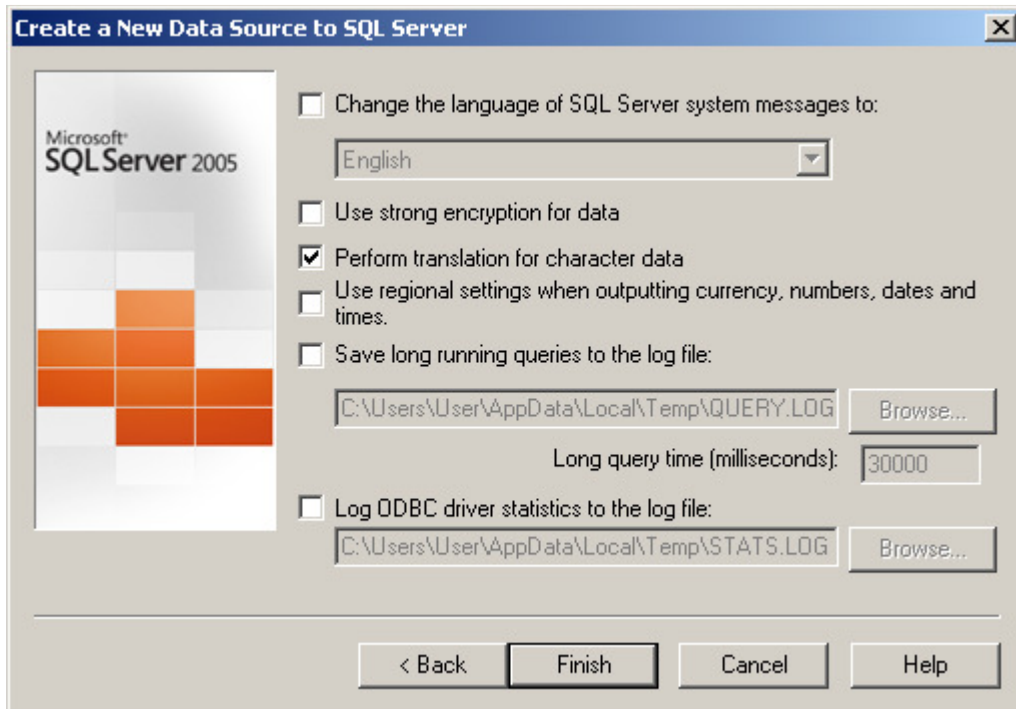 Create a New Data Source to SQL Server
Microsoft
SQL Server 2005
Change the language of SQL Server system messages to:
English
Use strong encryption for data
Perform translation for character data
Use regional settings when outputting currency, numbers, dates and
times.
Save long running queries to the log file:
C:\Users\User\AppData\Local\Temp\QUERY.LOG
Browse...
Long query time (milliseconds):
30000
Log ODBC driver statistics to the log file:
C:\Users\User\AppData\Local\Temp\STATS.LOG
Browse...
< Back
Finish
Cancel
Help